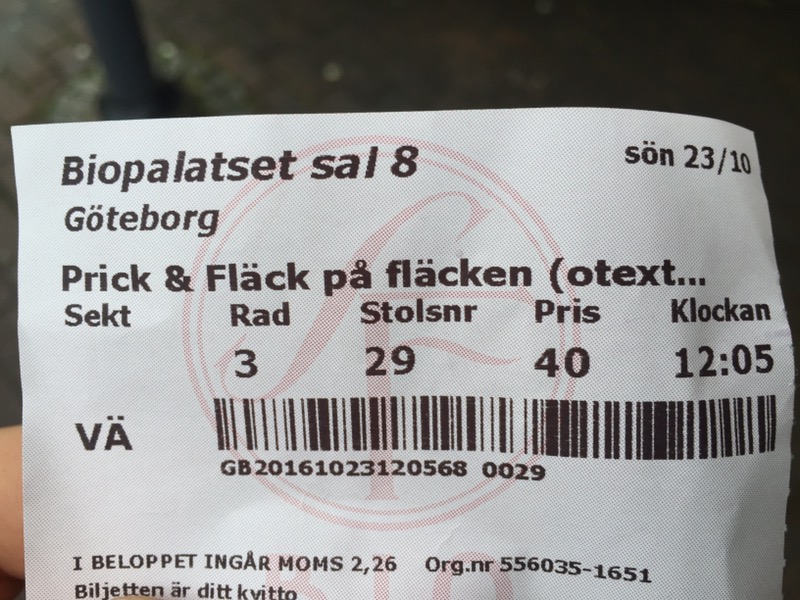 Biopalatset sal 8 sön 23/10
Göteborg
Prick & Fläck på fläcken (otext...
Sekt Rad Stolsnr Pris Klockan
3 29 40 12:05
VÄ
GB20161023120568 0029
I BELOPPET INGÅR MOMS 2,26 Org.nr 556035-1651
Biljetten är ditt kvitto
BIO